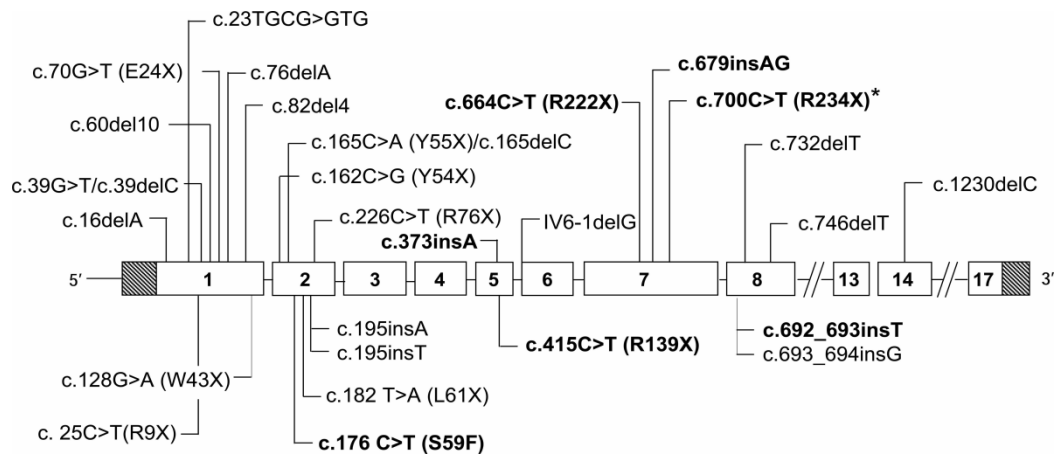 c.23TGCG>GTG
c.70G>T (E24X)
c.76delA
c.679insAG
c.82del4
c.664C>T (R222X)
c.700C>T (R234X)*
c.60del10
c.165C>A (Y55X)/c.165delC
c.732delT
c.39G>T/c.39delC
c.162C>G (Y54X)
c.1230delC
c.16delA
c.226C>T (R76X)
IV6-1delG
c.746delT
c.373insA
5′ 1 2 3 4 5 6 7 8 13 14 17 3′
c.195insA
c.692_693insT
c.195insT
c.415C>T (R139X)
c.693_694insG
c.128G>A (W43X)
c.182 T>A (L61X)
c. 25C>T(R9X)
c.176 C>T (S59F)